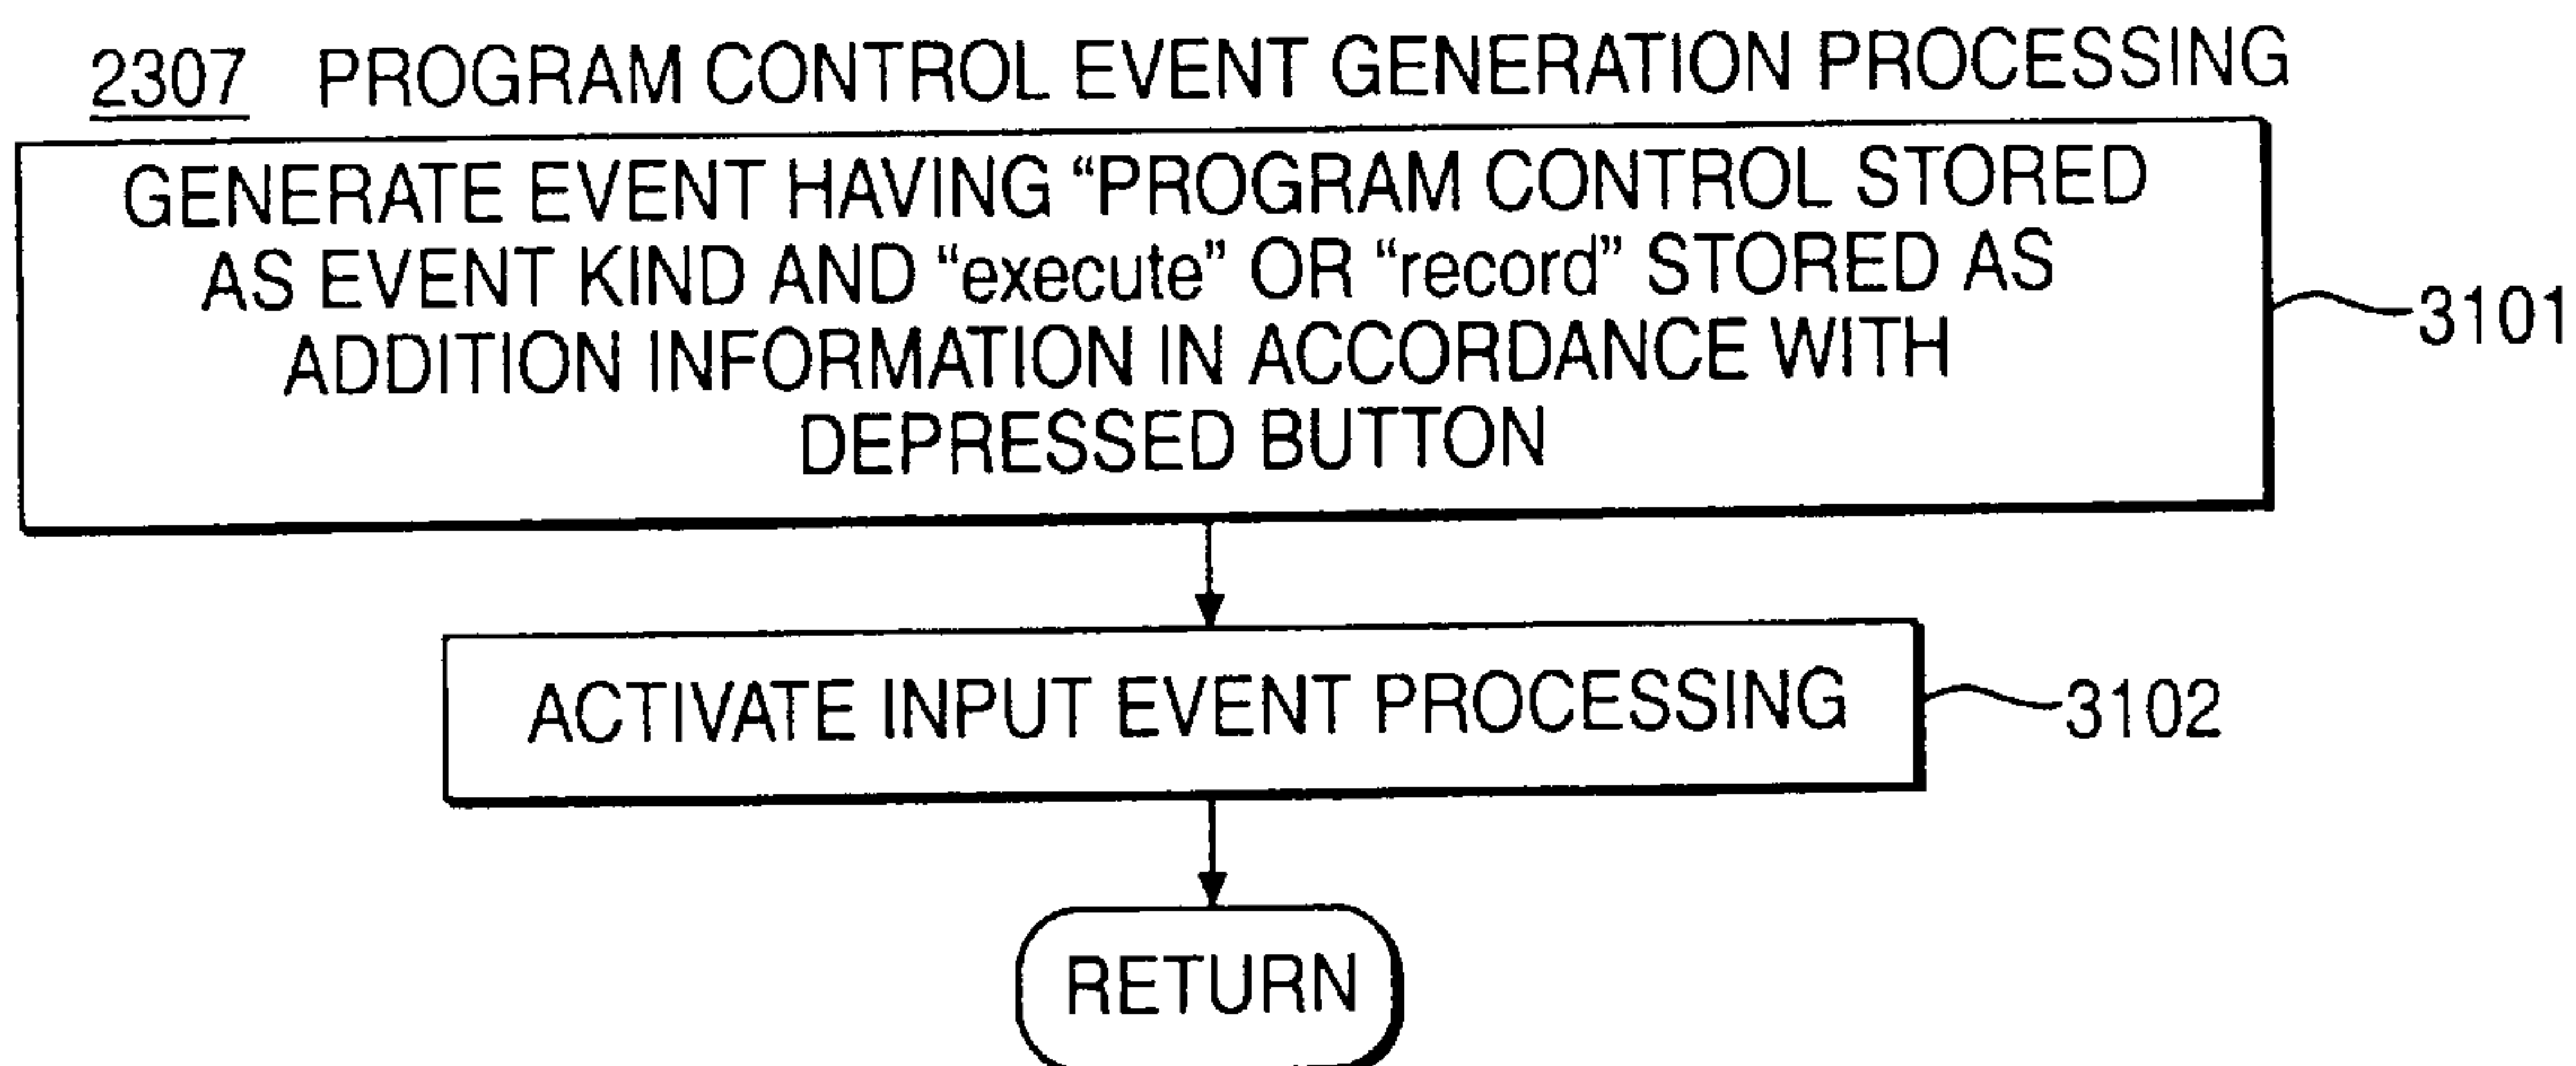 2307 PROGRAM CONTROL EVENT GENERATION PROCESSING
GENERATE EVENT HAVING “PROGRAM CONTROL STORED
AS EVENT KIND AND “execute” OR “record” STORED AS
ADDITION INFORMATION IN ACCORDANCE WITH
DEPRESSED BUTTON
3101
ACTIVATE INPUT EVENT PROCESSING
3102
RETURN